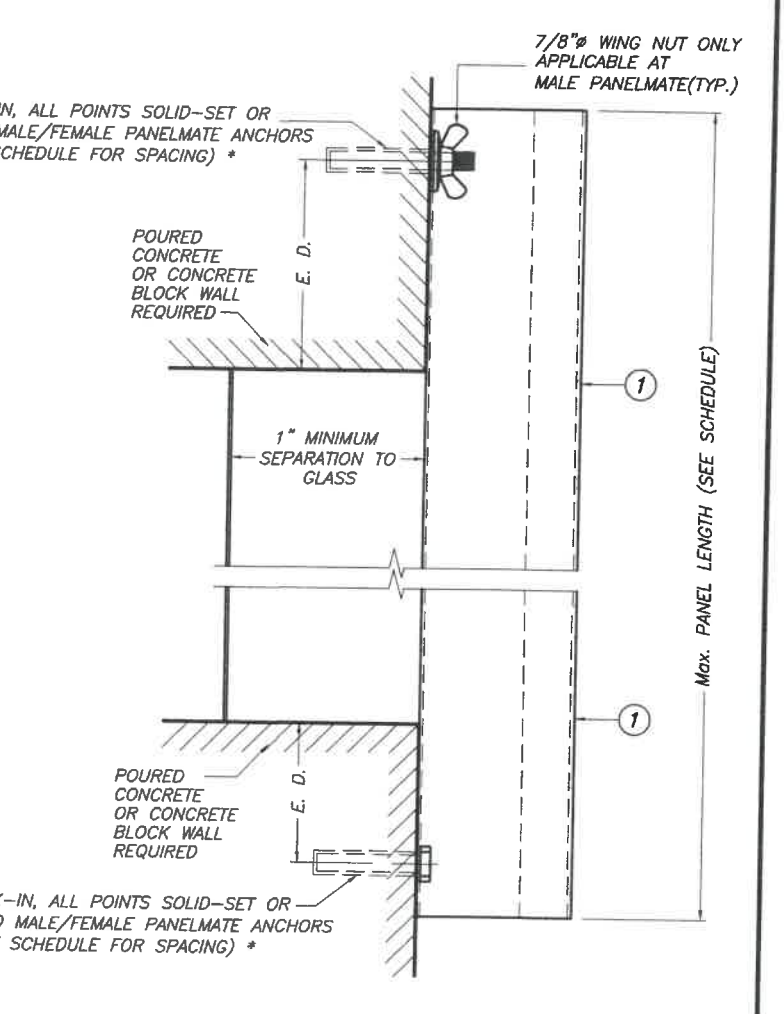 7/8"ø WING NUT ONLY
APPLICABLE AT
MALE PANELMATE(TYP.)
IN, ALL POINTS SOLID-SET OR
MALE/FEMALE PANELMATE ANCHORS
SCHEDULE FOR SPACING) *
POURED
CONCRETE
OR CONCRETE
BLOCK WALL
REQUIRED
E. D.
1
1" MINIMUM
SEPARATION TO
GLASS
Max. PANEL LENGTH (SEE SCHEDULE)
1
POURED
CONCRETE
OR CONCRETE
BLOCK WALL
REQUIRED
E. D.
-IN, ALL POINTS SOLID-SET OR
MALE/FEMALE PANELMATE ANCHORS
SCHEDULE FOR SPACING) *